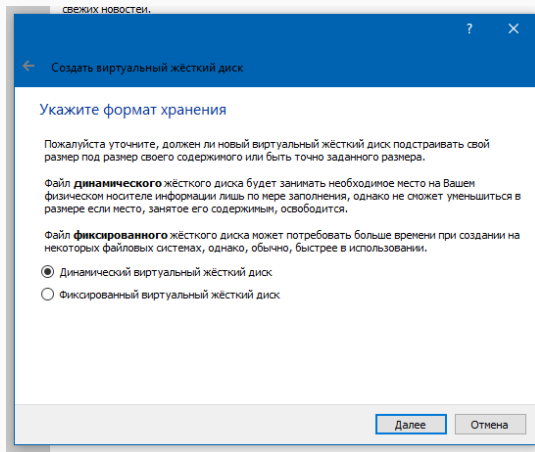 свежих новостей.
?
Создать виртуальный жёсткий диск
Укажите формат хранения
Пожалуйста уточните, должен ли новый виртуальный жёсткий диск подстраивать свой
размер под размер своего содержимого или быть точно заданного размера.
Файл динамического жёсткого диска будет занимать необходимое место на Вашем
физическом носителе информации лишь по мере заполнения, однако не сможет уменьшиться в
размере если место, занятое его содержимым, освободится.
Файл фиксированного жёсткого диска может потребовать больше времени при создании на
некоторых файловых системах, однако, обычно, быстрее в использовании.
Динамический виртуальный жёсткий диск
Фиксированный виртуальный жёсткий диск
Далее
Отмена